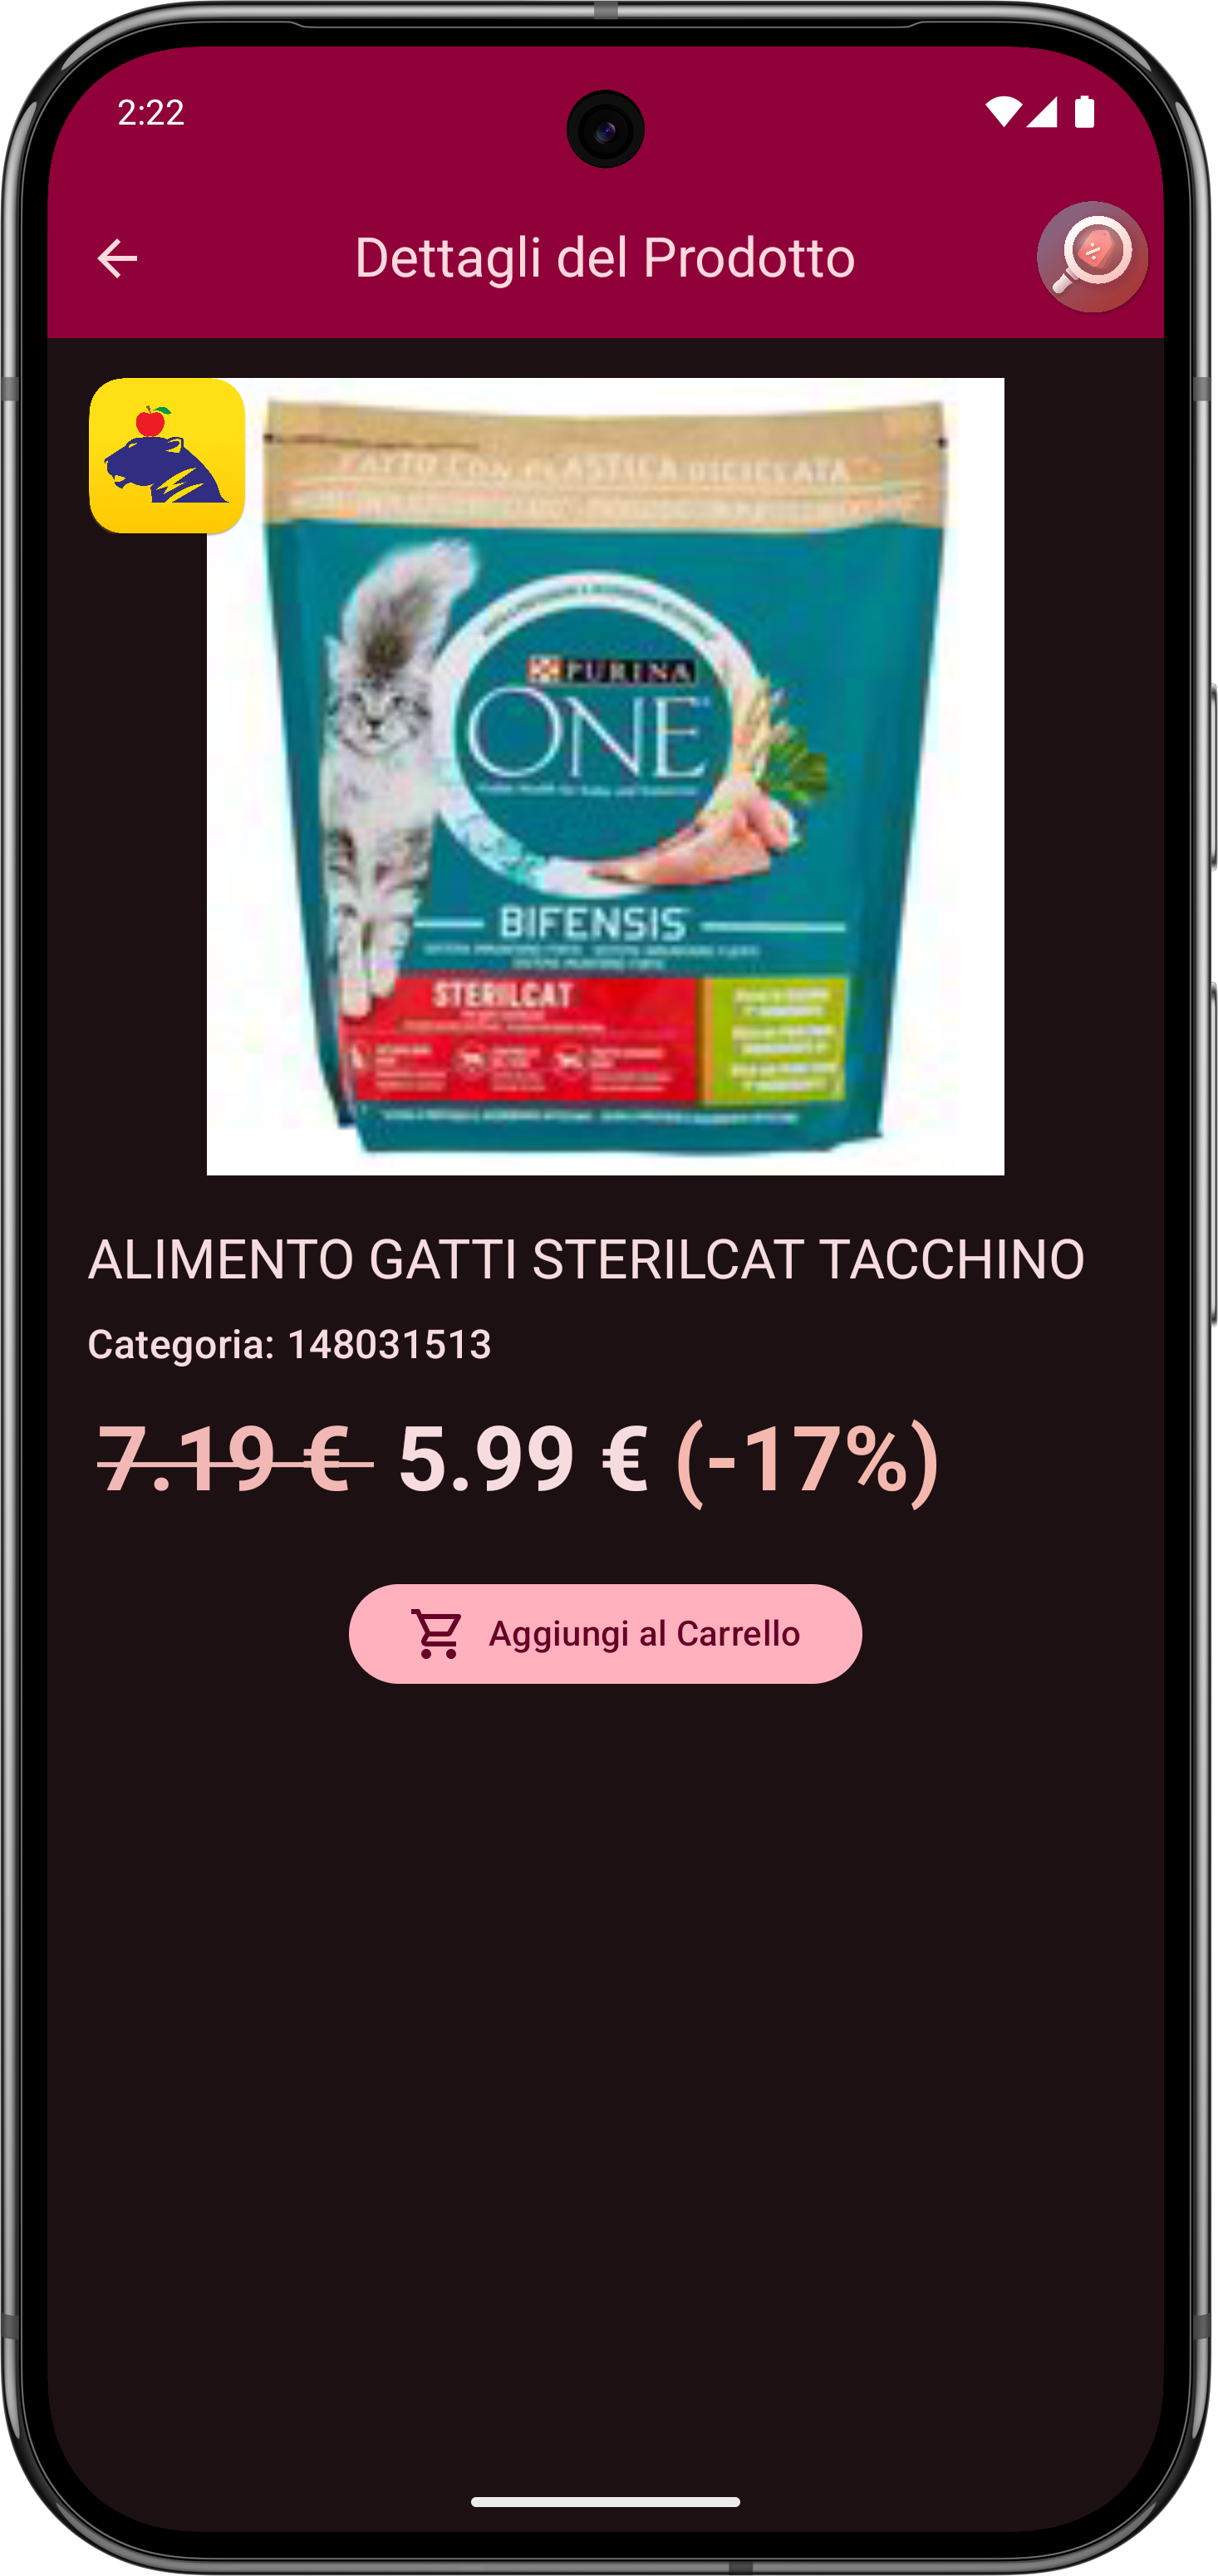 2:22
Dettagli del Prodotto
PURINA
ONE
BIFENSIS
STERILCAT
ALIMENTO GATTI STERILCAT TACCHINO
Categoria: 148031513
7.19 € 5.99 € (-17%)
Aggiungi al Carrello